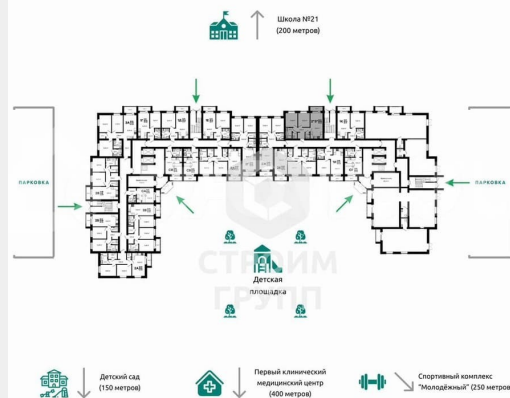 Школа №21
(200 метров)
ПАРКОВКА
ПАРКОВКА
СТРОИМ
ГРУПП
Детская
площадка
Детский сад
(150 метров)
Первый клинический
медицинский центр
(400 метров)
Спортивный комплекс
"Молодёжный" (250 метров)